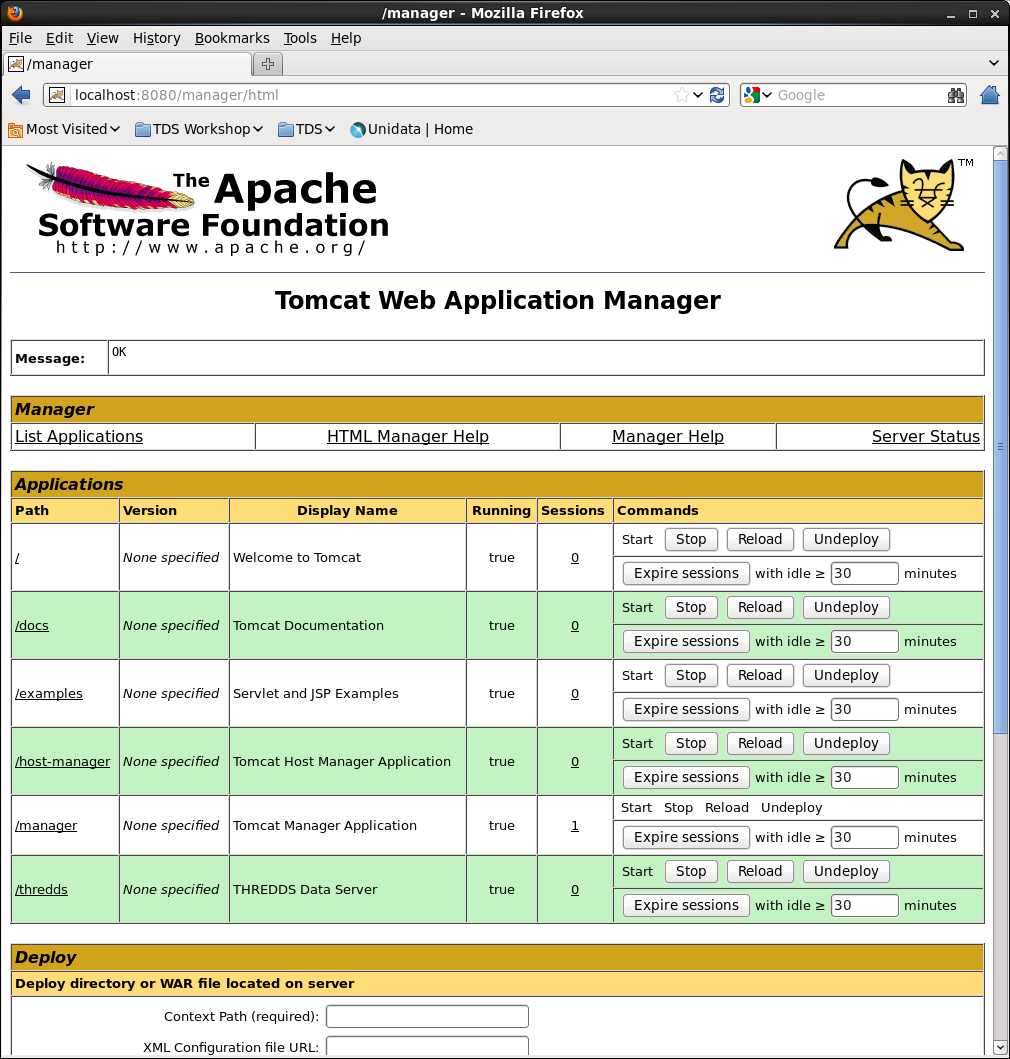 /manager - Mozilla Firefox
File Edit View History Bookmarks Tools Help
/manager
localhost:8080/manager/html Google
Most Visited TDS Workshop TDS Unidata | Home
The Apache
Software Foundation
http://www.apache.org/
TM
Tomcat Web Application Manager
Message: OK
Manager
List Applications HTML Manager Help Manager Help Server Status
Applications
Path Version Display Name Running Sessions Commands
/ None specified Welcome to Tomcat true 0 Start Stop Reload Undeploy
Expire sessions with idle ≥ 30 minutes
/docs None specified Tomcat Documentation true 0 Start Stop Reload Undeploy
Expire sessions with idle ≥ 30 minutes
/examples None specified Servlet and JSP Examples true 0 Start Stop Reload Undeploy
Expire sessions with idle ≥ 30 minutes
/host-manager None specified Tomcat Host Manager Application true 0 Start Stop Reload Undeploy
Expire sessions with idle ≥ 30 minutes
/manager None specified Tomcat Manager Application true 1 Start Stop Reload Undeploy
Expire sessions with idle ≥ 30 minutes
/thredds None specified THREDDS Data Server true 0 Start Stop Reload Undeploy
Expire sessions with idle ≥ 30 minutes
Deploy
Deploy directory or WAR file located on server
Context Path (required):
XML Configuration file URL: